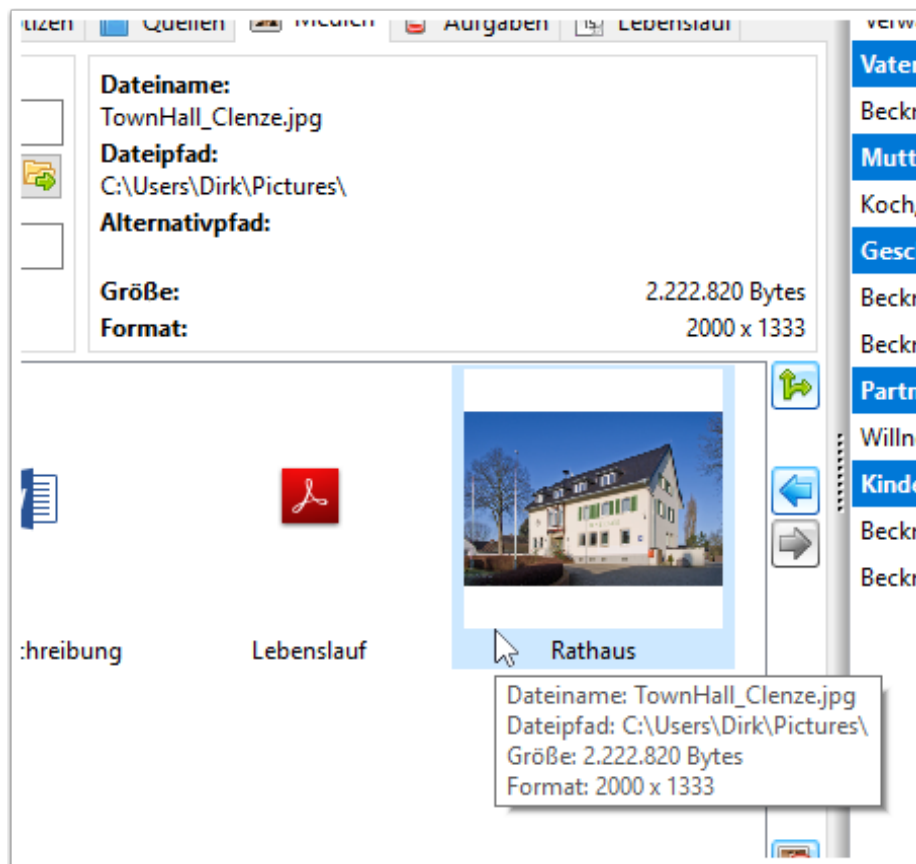 Quellen
Medien
Aufgaben
Lebenslauf
Dateiname:
TownHall_Clenze.jpg
Dateipfad:
C:\Users\Dirk\Pictures\
Alternativpfad:
Größe:
2.222.820 Bytes
Format:
2000 x 1333
Lebenslauf
Rathaus
Dateiname: TownHall_Clenze.jpg
Dateipfad: C:\Users\Dirk\Pictures\
Größe: 2.222.820 Bytes
Format: 2000 x 1333
Koch,